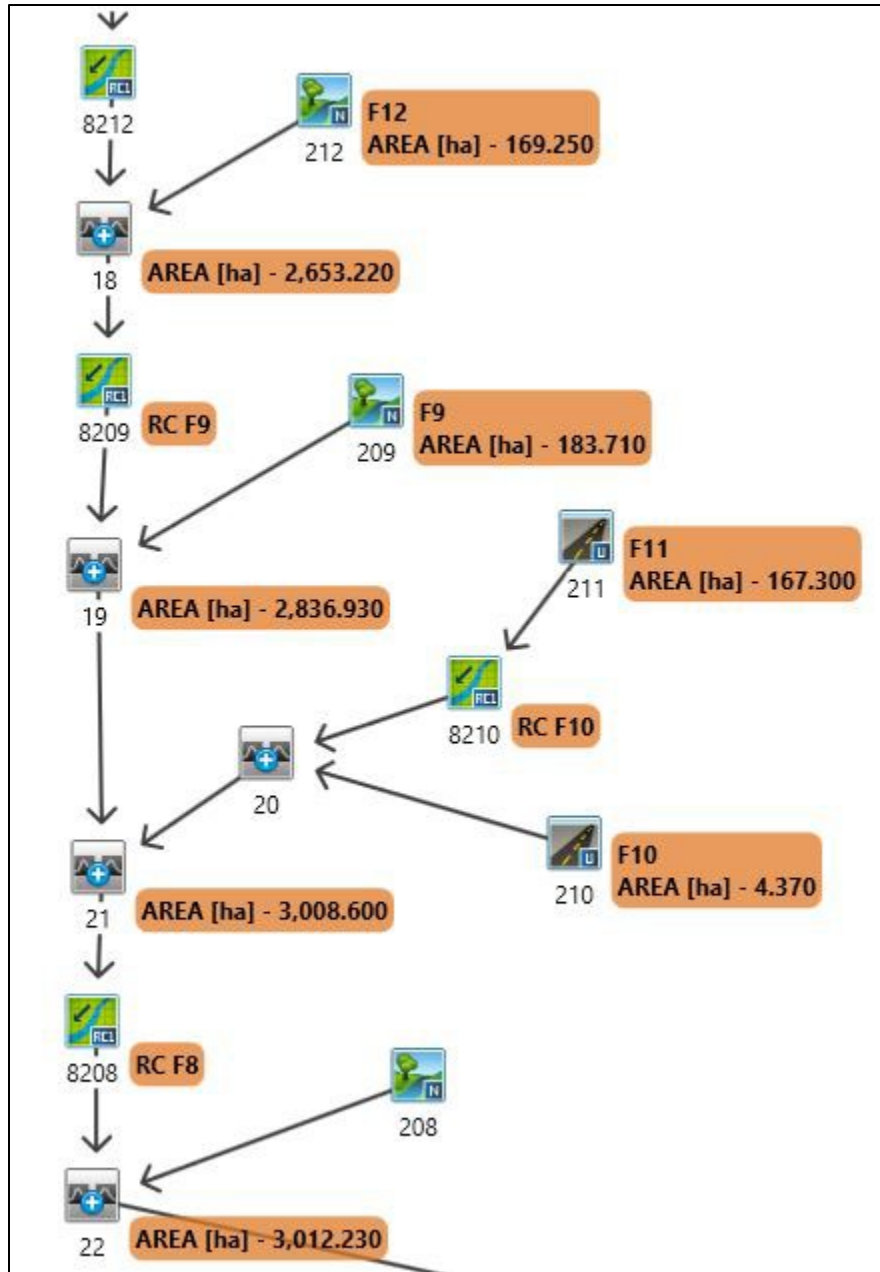 RC1
8212
N
212
F12
AREA [ha] - 169.250
18
AREA [ha] - 2,653.220
RC1
8209
RC F9
N
209
F9
AREA [ha] - 183.710
19
AREA [ha] - 2,836.930
U
211
F11
AREA [ha] - 167.300
RC1
8210
RC F10
20
U
210
F10
AREA [ha] - 4.370
21
AREA [ha] - 3,008.600
RC1
8208
RC F8
N
208
22
AREA [ha] - 3,012.230